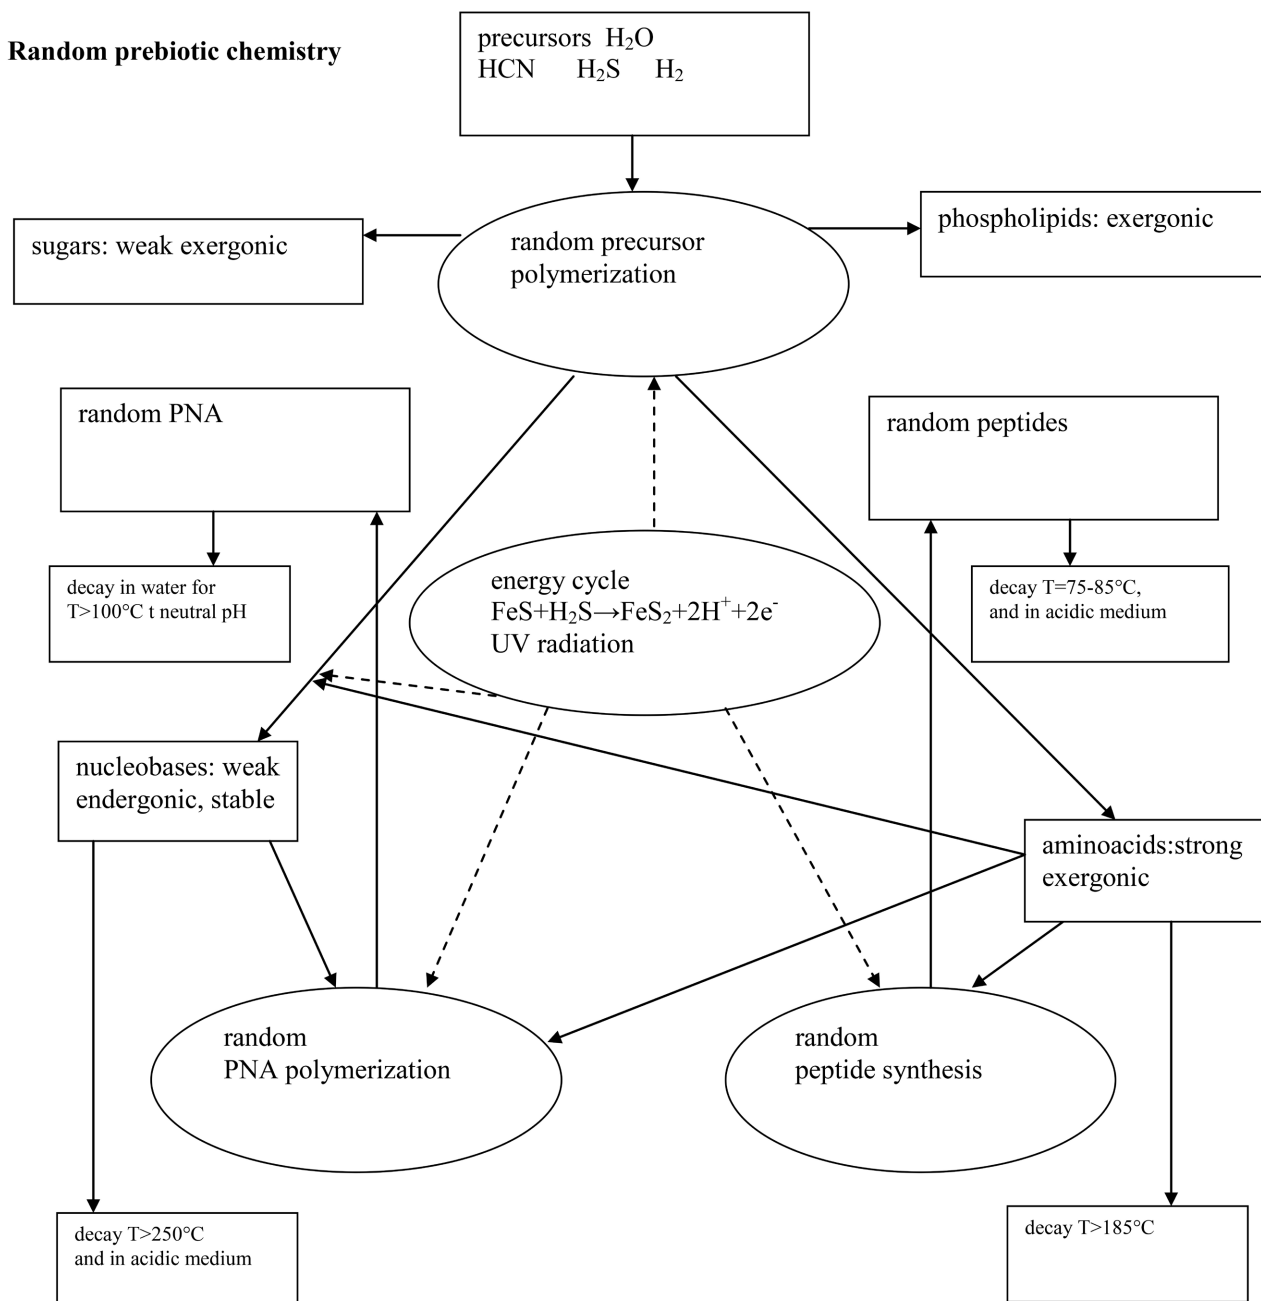 Random prebiotic chemistry
precursors H₂O
HCN H₂S H₂
sugars: weak exergonic
random precursor
polymerization
phospolipids: exergonic
random PNA
random peptides
decay in water for
T>100°C t neutral pH
energy cycle
FeS+H₂S→FeS₂+2H⁺+2e⁻
UV radiation
decay T=75-85°C,
and in acidic medium
nucleobases: weak
endergonic, stable
aminoacids:strong
exergonic
random
PNA polymerization
random
peptide synthesis
decay T>250°C
and in acidic medium
decay T>185°C